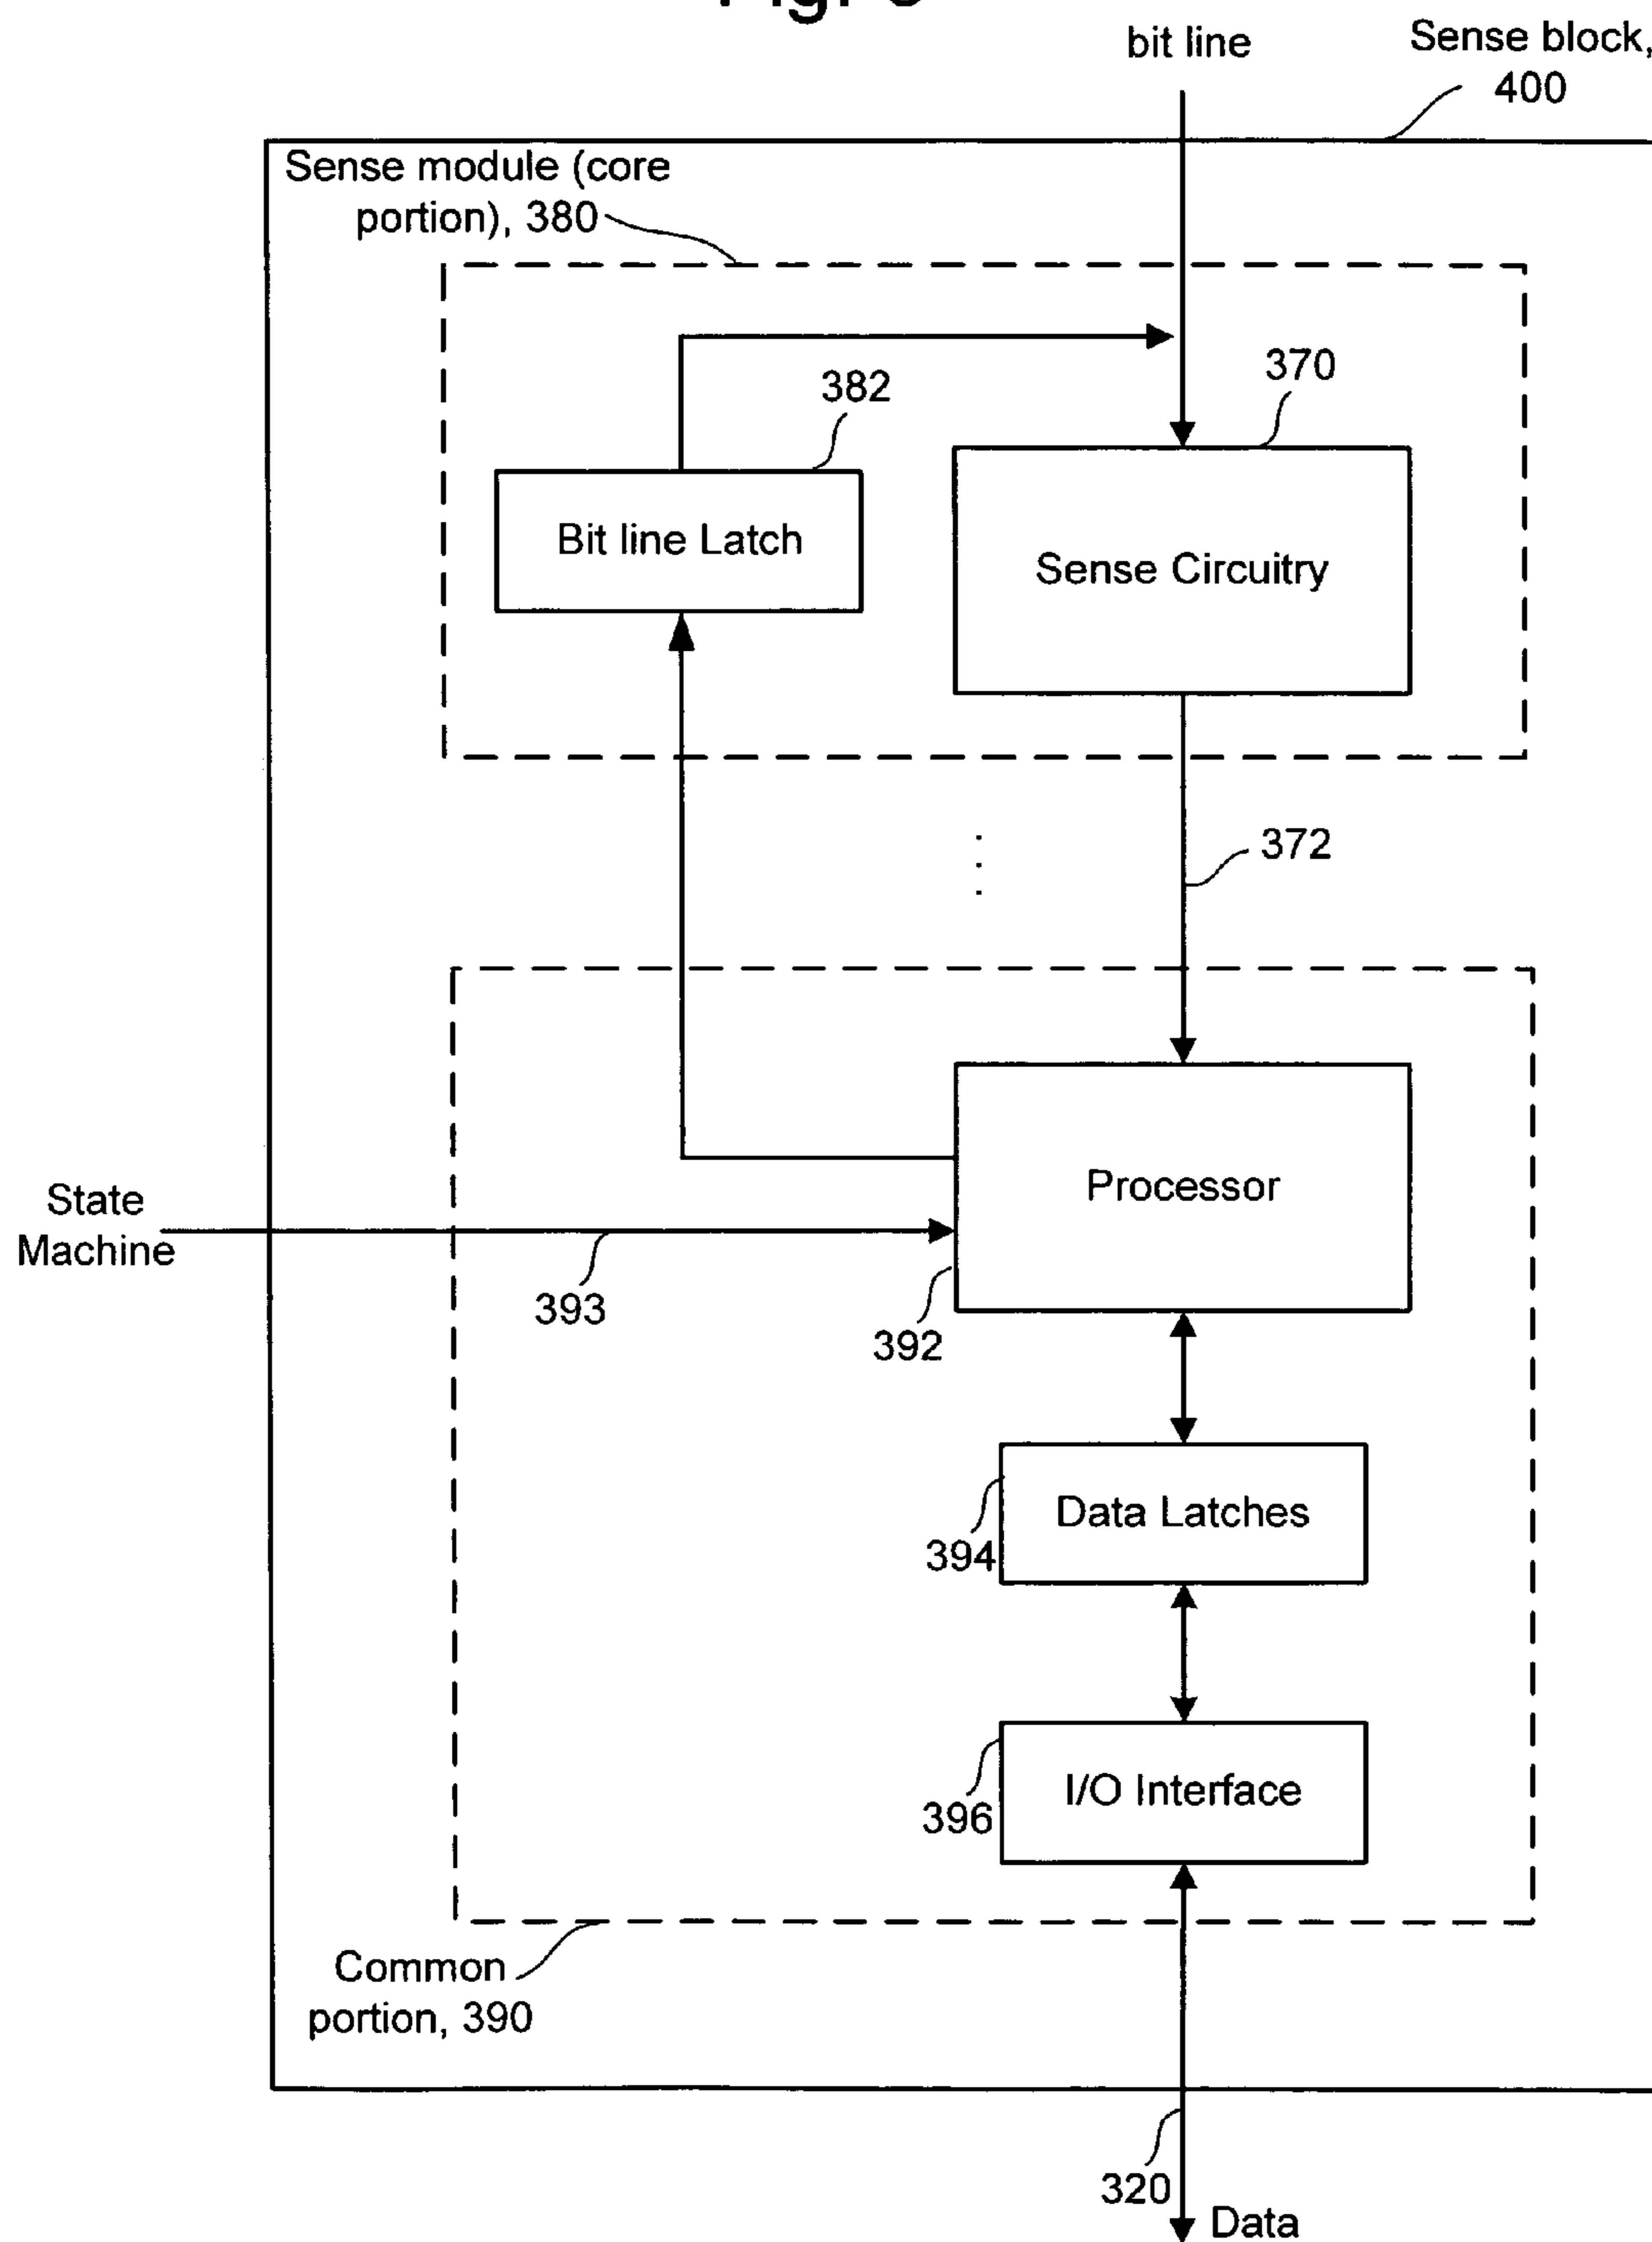 bit line
Sense block,
400
Sense module (core
portion), 380
370
382
Bit line Latch
Sense Circuitry
372
Processor
State
Machine
393
392
Data Latches
394
I/O Interface
396
Common
portion, 390
320
Data